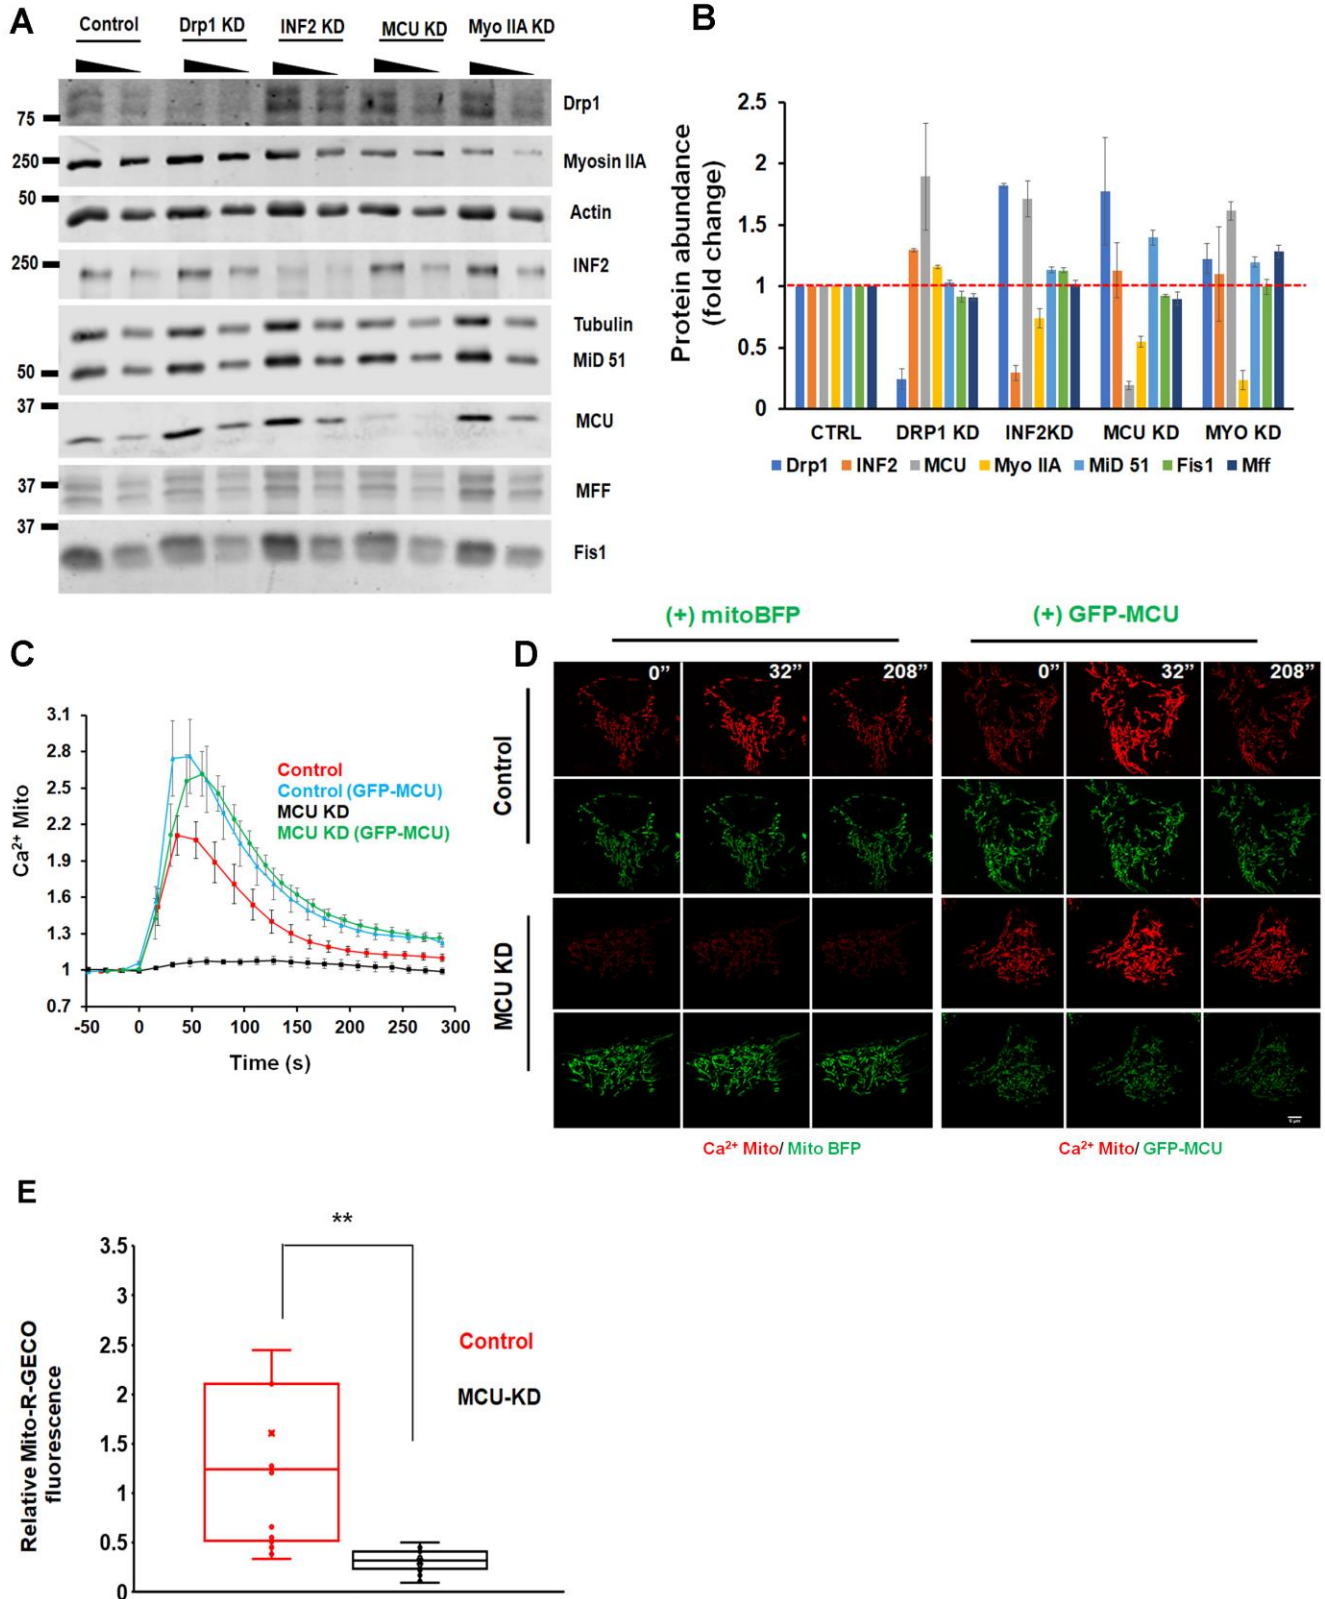 A
Control Drp1 KD INF2 KD MCU KD Myo IIA KD
75 Drp1
250 Myosin IIA
50 Actin
250 INF2
Tubulin
50 MiD 51
37 MCU
37 MFF
37 Fis1
B
Protein abundance
(fold change)
2.5
2
1.5
1
0.5
0
CTRL DRP1 KD INF2KD MCU KD MYO KD
Drp1 INF2 MCU Myo IIA MiD 51 Fis1 Mff
C
Ca²⁺ Mito
3.1
2.8
2.5
2.2
1.9
1.6
1.3
1
0.7
-50 0 50 100 150 200 250 300
Time (s)
Control
Control (GFP-MCU)
MCU KD
MCU KD (GFP-MCU)
D
(+) mitoBFP (+) GFP-MCU
0” 32” 208” 0” 32” 208”
Control
MCU KD
5 µm
Ca²⁺ Mito/ Mito BFP Ca²⁺ Mito/ GFP-MCU
E
**
Relative Mito-R-GECO
fluorescence
3.5
3
2.5
2
1.5
1
0.5
0
Control
MCU-KD